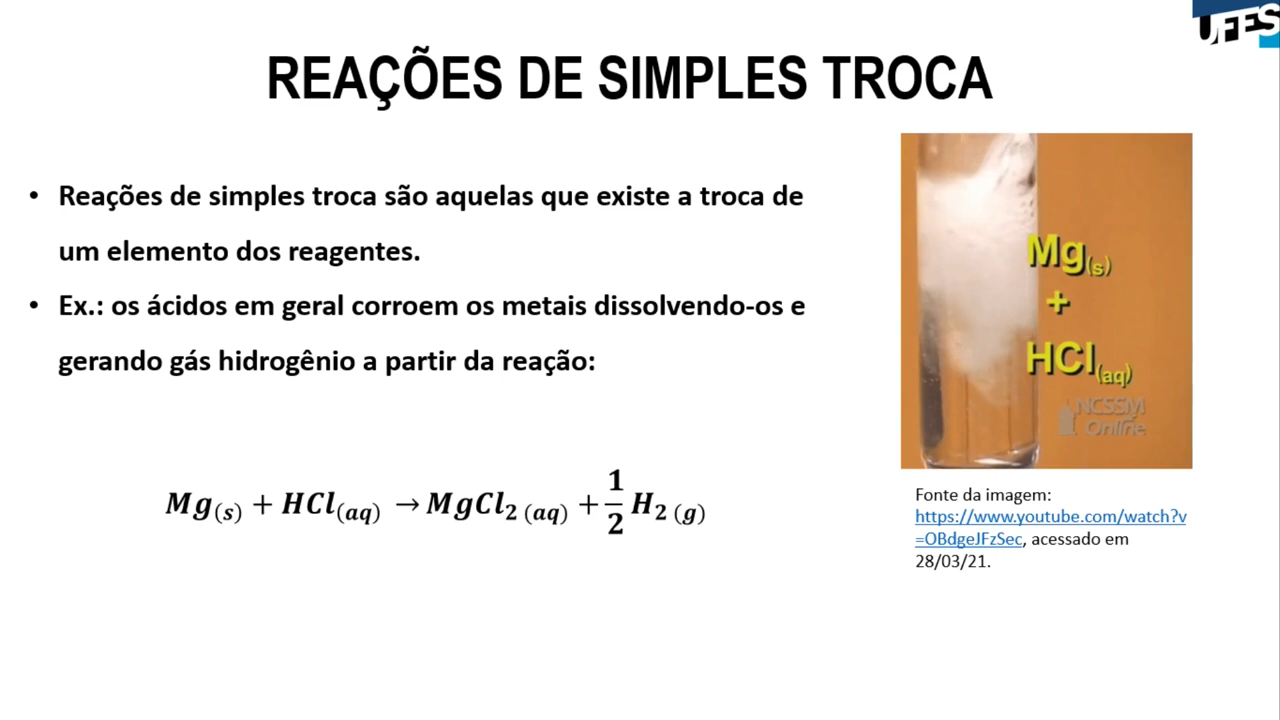 UFES
REAÇÕES DE SIMPLES TROCA
• Reações de simples troca são aquelas que existe a troca de
um elemento dos reagentes.
• Ex.: os ácidos em geral corroem os metais dissolvendo-os e
gerando gás hidrogênio a partir da reação:
Mg(s) + HCl(aq) → MgCl₂ (aq) + 1/2 H₂ (g)
Mg(s)
+
HCl(aq)
NCSSM
Online
Fonte da imagem:
https://www.youtube.com/watch?v
=OBdgeJFzSec, acessado em
28/03/21.